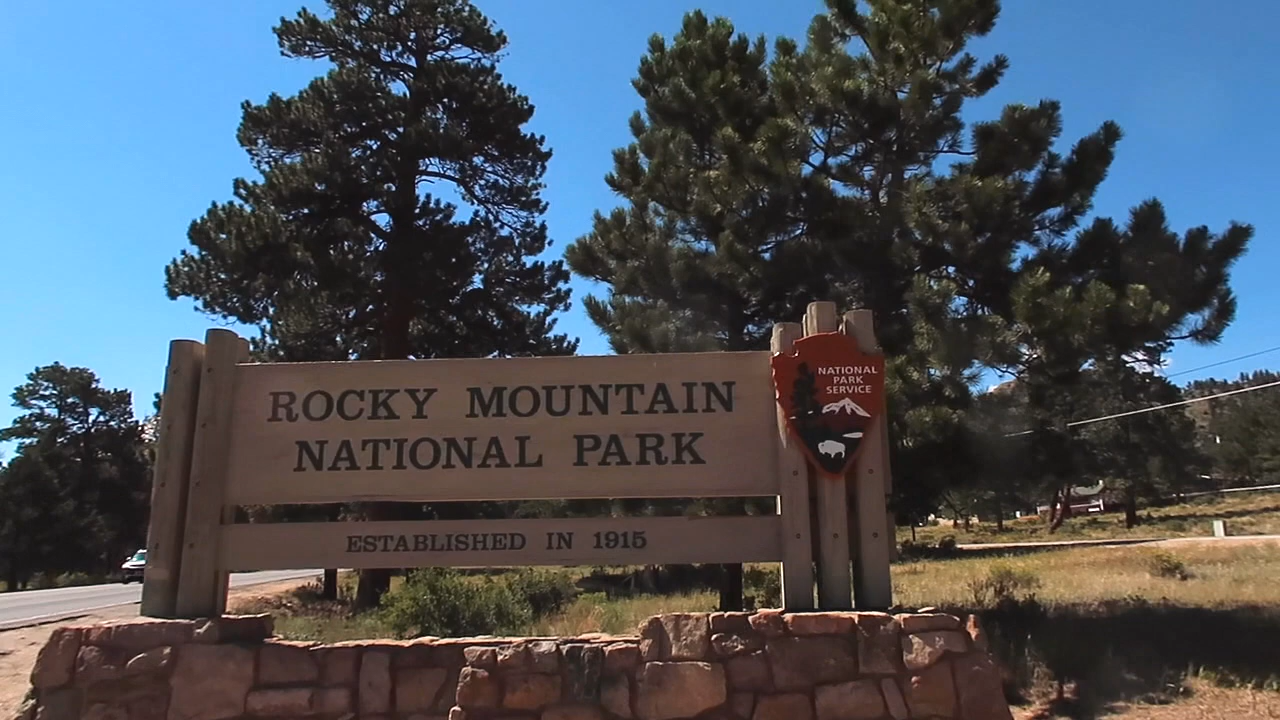 ROCKY MOUNTAIN
NATIONAL PARK
ESTABLISHED IN 1915
NATIONAL
PARK
SERVICE